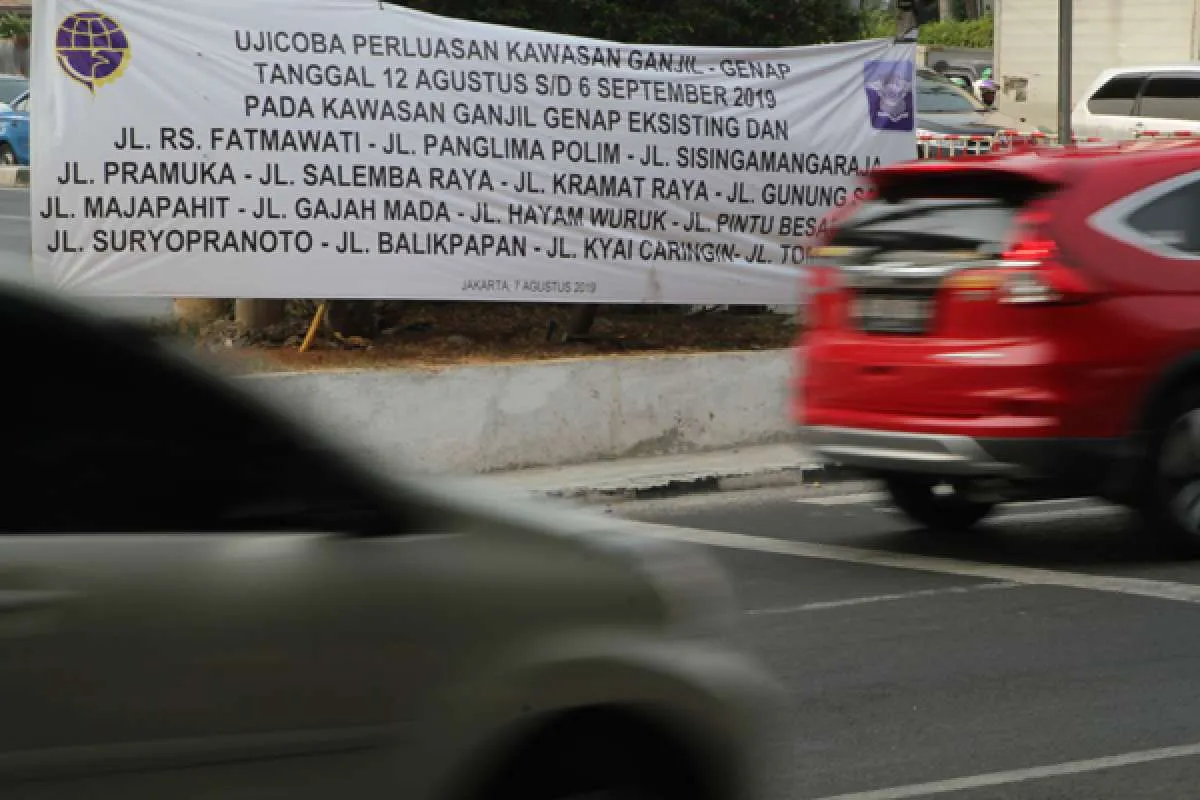 UJICOBA PERLUASAN KAWASAN GANJIL - GENAP
TANGGAL 12 AGUSTUS S/D 6 SEPTEMBER 2019
PADA KAWASAN GANJIL GENAP EKSISTING DAN
JL. RS. FATMAWATI - JL. PANGLIMA POLIM - JL. SISINGAMANGARAJA
JL. PRAMUKA - JL. SALEMBA RAYA - JL. KRAMAT RAYA - JL. GUNUNG
JL. MAJAPAHIT - JL. GAJAH MADA - JL. HAYAM WURUK - JL. PINTU
JL. SURYOPRANOTO - JL. BALIKPAPAN - JL. KYAI CARINGIN- JL.
JAKARTA, 7 AGUSTUS 2019